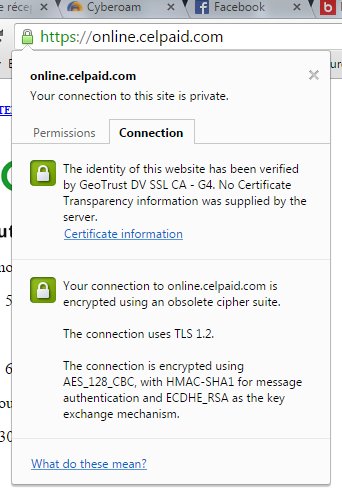 e récep
Cyberoam
Facebook
Inbox
https://online.celpaid.com
online.celpaid.com
Your connection to this site is private.
Permissions
Connection
The identity of this website has been verified
by GeoTrust DV SSL CA - G4. No Certificate
Transparency information was supplied by the
server.
Certificate information
Your connection to online.celpaid.com is
encrypted using an obsolete cipher suite.
The connection uses TLS 1.2.
The connection is encrypted using
AES_128_CBC, with HMAC-SHA1 for message
authentication and ECDHE_RSA as the key
exchange mechanism.
What do these mean?